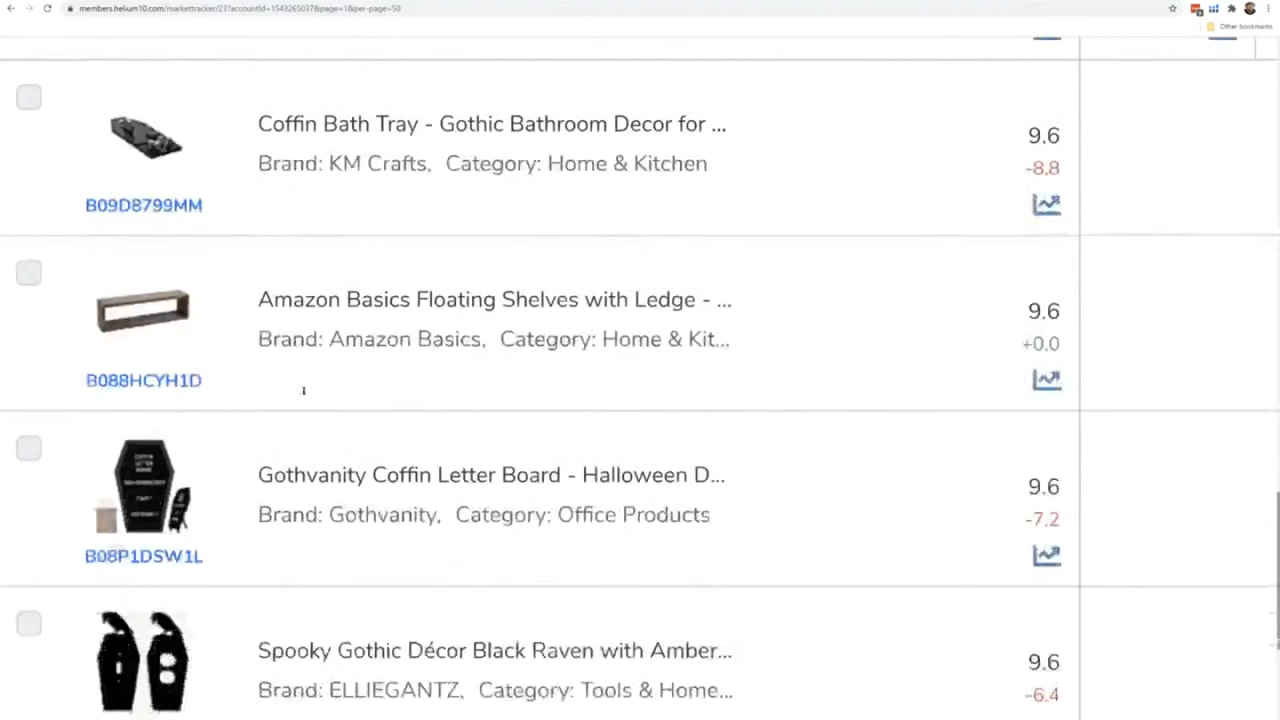 members.helium10.com/markettracker/23?accountId=1543265037&page=1&per-page=50
Other bookmarks
Coffin Bath Tray - Gothic Bathroom Decor for ...
Brand: KM Crafts, Category: Home & Kitchen
9.6
-8.8
B09D8799MM
Amazon Basics Floating Shelves with Ledge - ...
Brand: Amazon Basics, Category: Home & Kit...
9.6
+0.0
B088HCYH1D
Gothvanity Coffin Letter Board - Halloween D...
Brand: Gothvanity, Category: Office Products
9.6
-7.2
B08P1DSW1L
Spooky Gothic Décor Black Raven with Amber...
Brand: ELLIEGANTZ, Category: Tools & Home...
9.6
-6.4